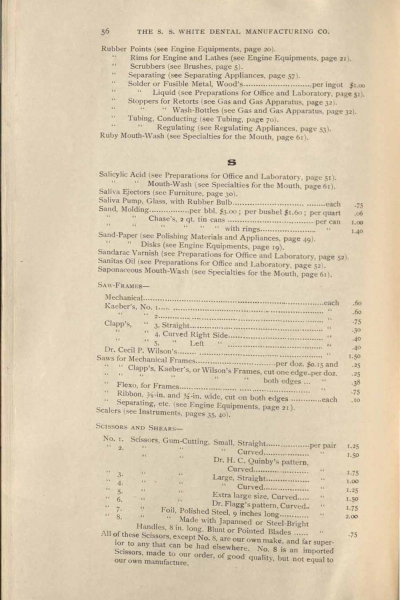 56 THE S. S. WHITE DENTAL MANUFACTURING CO.
Rubber Points (see Engine Equipments, page 20).
" Rims for Engine and Lathes (see Engine Equipments, page 21).
" Scrubbers (see Brushes, page 5).
" Separating (see Separating Appliances, page 57).
" Solder or Fusible Metal, Wood's........................per ingot $1.00
" " Liquid (see Preparations for Office and Laboratory, page 51).
" Stoppers for Retorts (see Gas and Gas Apparatus, page 32).
" " " Wash-Bottles (see Gas and Gas Apparatus, page 32).
" Tubing, Conducting (see Tubing, page 70).
" " Regulating (see Regulating Appliances, page 53).
Ruby Mouth-Wash (see Specialties for the Mouth, page 61).
S
Salicylic Acid (see Preparations for Office and Laboratory, page 51).
" Mouth-Wash (see Specialties for the Mouth, page 61).
Saliva Ejectors (see Furniture, page 30).
Saliva Pump, Glass, with Rubber Bulb........................each .75
Sand, Molding................per bbl. $5.00; per bushel $1.60; per quart .06
" " Chase's, 2 qt. tin cans........................per can 1.00
" " " " " " with rings........................ " 1.40
Sand-Paper (see Polishing Materials and Appliances, page 49).
" " Disks (see Engine Equipments, page 19).
Sandarac Varnish (see Preparations for Office and Laboratory, page 52).
Sanitas Oil (see Preparations for Office and Laboratory, page 52).
Saponaceous Mouth-Wash (see Specialties for the Mouth, page 61).
SAW-FRAMES—
Mechanical........................each .60
Kaeber's, No. 1........................ " .60
" " 2........................ " .75
Clapp's, " 3. Straight........................ " .30
" " 4. Curved Right Side........................ " .40
" " 5. " Left "........................ " .40
Dr. Cecil P. Wilson's........................ " 1.50
Saws for Mechanical Frames........................per doz. $0.15 and .25
" " Clapp's, Kaeber's, or Wilson's Frames, cut one edge..per doz. .25
" " " " " " both edges... " .38
" Flexo, for Frames........................ " .75
" Ribbon, ⅜-in. and ⅝-in. wide, cut on both edges............each .10
" Separating, etc. (see Engine Equipments, page 21).
Scalers (see Instruments, pages 35, 40).
SCISSORS AND SHEARS—
No. 1. Scissors, Gum-Cutting, Small, Straight................per pair 1.25
" 2. " " " Curved................ " 1.50
" " Dr. H. C. Quinby's pattern,
Curved................ " 1.75
" 3. " " Large, Straight................ " 1.00
" 4. " " " Curved................ " 1.25
" 5. " " Extra large size, Curved..... " 1.50
" 6. " " Dr. Flagg's pattern, Curved.. " 1.75
" 7. " Foil, Polished Steel, 9 inches long............ " 2.00
" 8. " " Made with Japanned or Steel-Bright
Handles, 8 in. long, Blunt or Pointed Blades...... " .75
All of these Scissors, except No. 8, are our own make, and far super-
ior to any that can be had elsewhere. No. 8 is an imported
Scissors, made to our order, of good quality, but not equal to
our own manufacture.